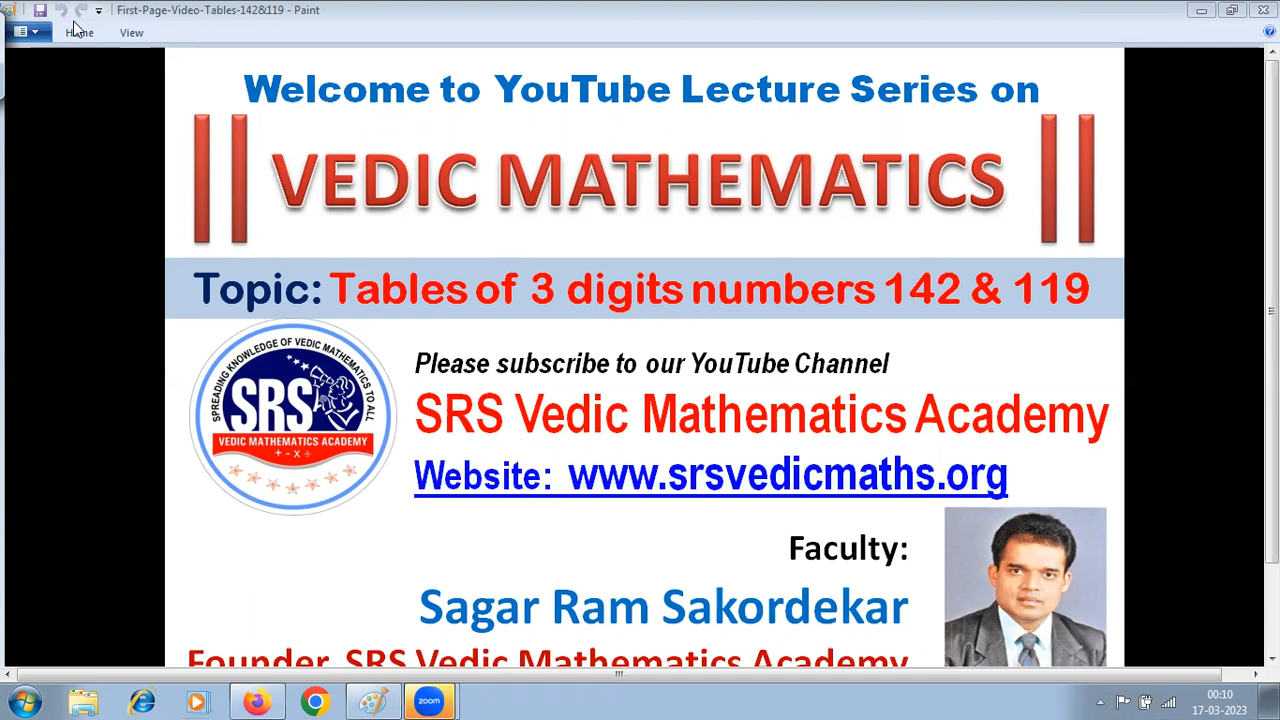 First-Page-Video-Tables-142&119 - Paint
Home
View
Welcome to YouTube Lecture Series on
|| VEDIC MATHEMATICS ||
Topic: Tables of 3 digits numbers 142 & 119
SPREADING KNOWLEDGE OF VEDIC MATHEMATICS TO ALL
SRS
VEDIC MATHEMATICS ACADEMY
+ - x ÷
Please subscribe to our YouTube Channel
SRS Vedic Mathematics Academy
Website: www.srsvedicmaths.org
Faculty:
Sagar Ram Sakordekar
Founder, SRS Vedic Mathematics Academy
zoom
00:10
17-03-2023